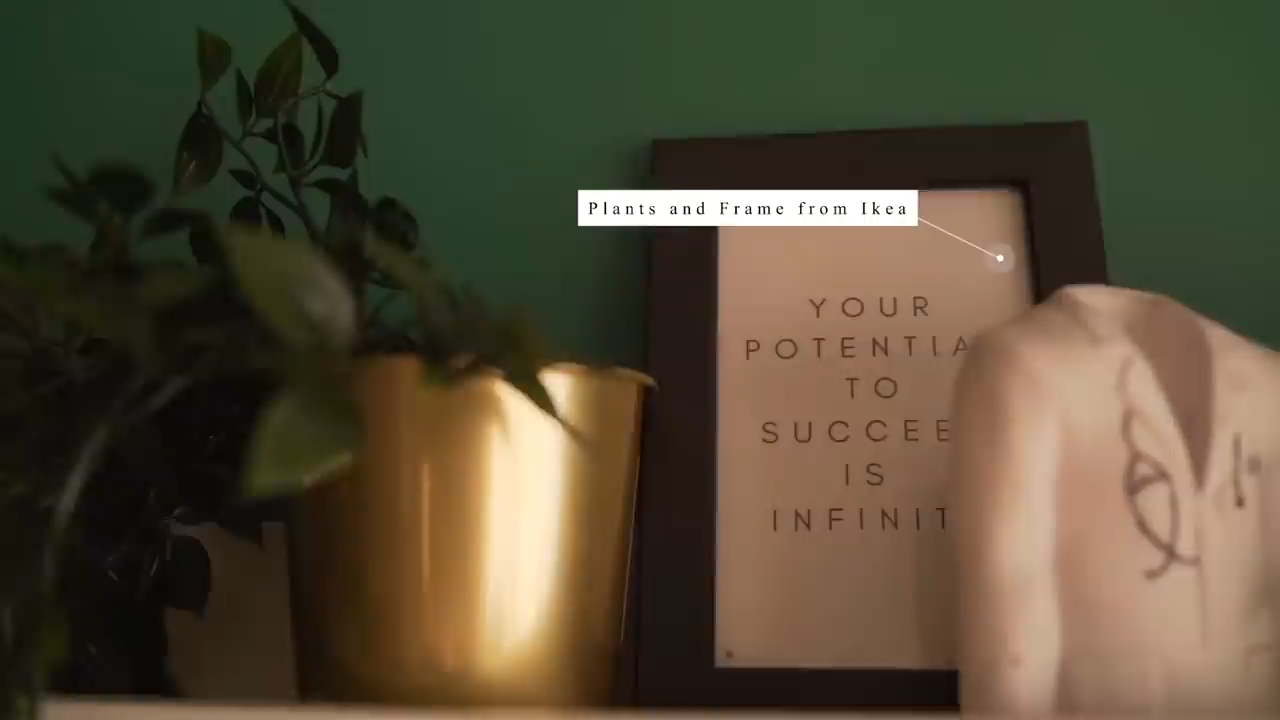 Plants and Frame from Ikea
YOUR
POTENTIA
TO
SUCCEE
IS
INFINIT